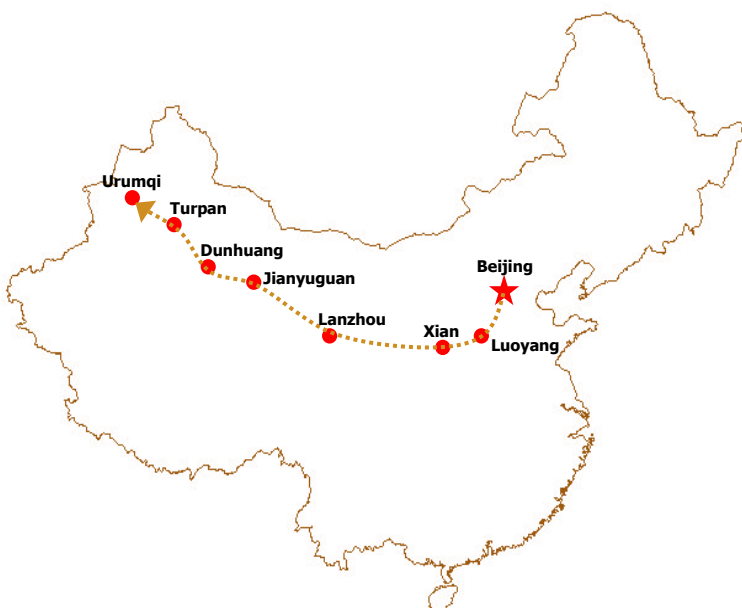 Urumqi
Turpan
Dunhuang
Beijing
Jianyuguan
Lanzhou
Xian
Luoyang